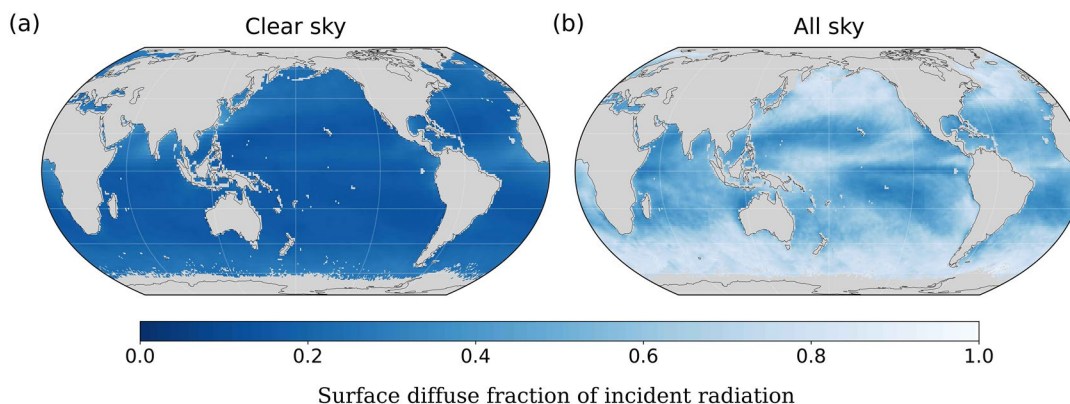 (a)
Clear sky
(b)
All sky
0.0 0.2 0.4 0.6 0.8 1.0
Surface diffuse fraction of incident radiation